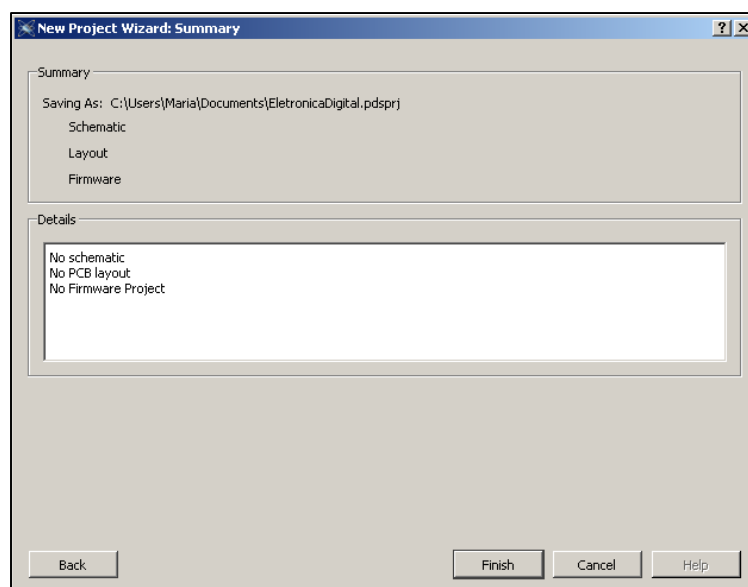 New Project Wizard: Summary
Summary
Saving As: C:\Users\Maria\Documents\EletronicaDigital.pdsprj
Schematic
Layout
Firmware
Details
No schematic
No PCB layout
No Firmware Project
Back
Finish
Cancel
Help